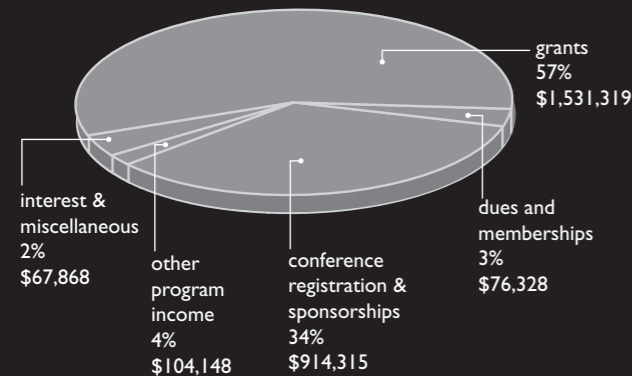 grants
57%
$1,531,319
interest &
miscellaneous
2%
$67,868
other
program
income
4%
$104,148
conference
registration &
sponsorships
34%
$914,315
dues and
memberships
3%
$76,328